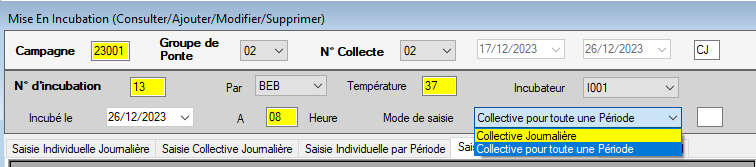 Mise En Incubation (Consulter/Ajouter/Modifier/Supprimer)
Campagne 23001 Groupe de Ponte 02 N° Collecte 02 17/12/2023 26/12/2023 CJ
N° d'incubation 13 Par BEB Température 37 Incubateur I001
Incubé le 26/12/2023 A 08 Heure Mode de saisie Collective pour toute une Période
Collective Journalière
Collective pour toute une Période
Saisie Individuelle Journalière Saisie Collective Journalière Saisie Individuelle par Période Sais